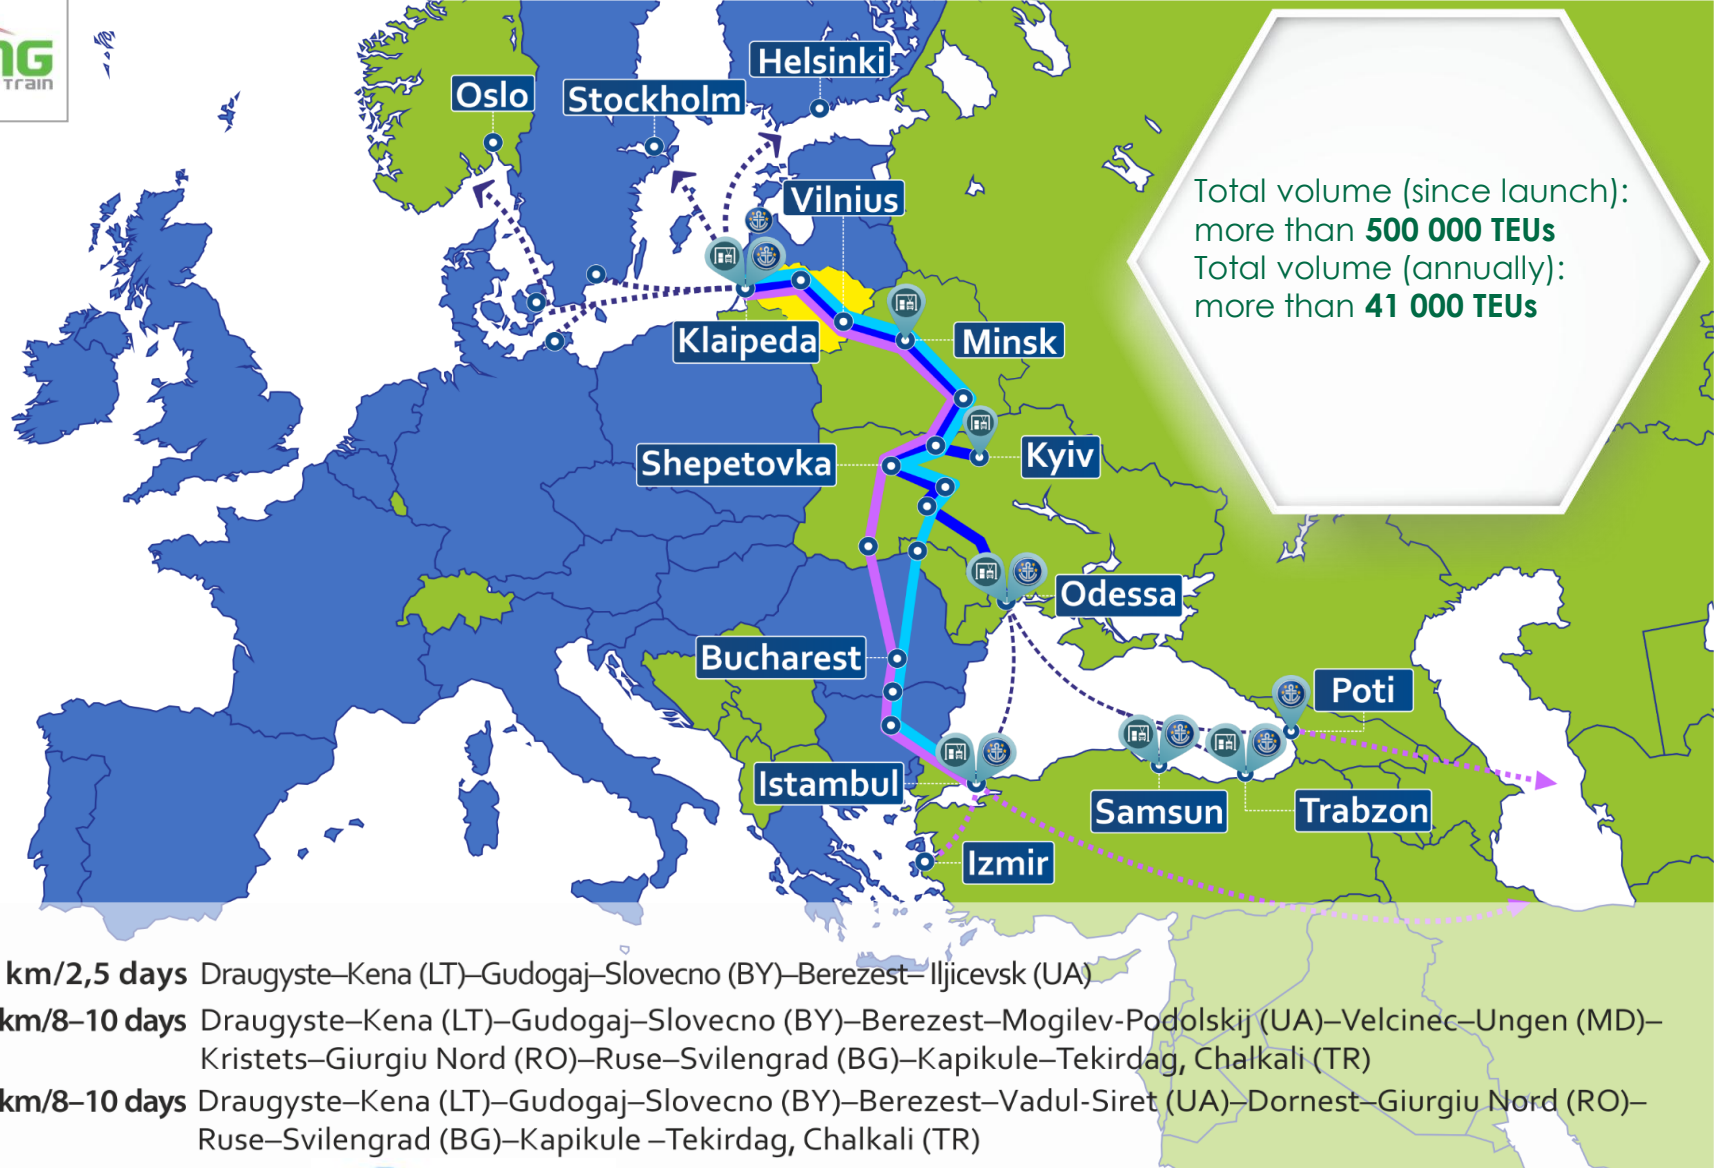 NG
Train
Oslo
Stockholm
Helsinki
Vilnius
Klaipeda
Minsk
Shepetovka
Kyiv
Odessa
Bucharest
Poti
Istambul
Samsun
Trabzon
Izmir
Total volume (since launch):
more than 500 000 TEUs
Total volume (annually):
more than 41 000 TEUs
km/2,5 days Draugyste–Kena (LT)–Gudogaj–Slovecno (BY)–Berezest– Iljicevsk (UA)
km/8–10 days Draugyste–Kena (LT)–Gudogaj–Slovecno (BY)–Berezest–Mogilev-Podolskij (UA)–Velcinec–Ungen (MD)–
Kristets–Giurgiu Nord (RO)–Ruse–Svilengrad (BG)–Kapikule–Tekirdag, Chalkali (TR)
km/8–10 days Draugyste–Kena (LT)–Gudogaj–Slovecno (BY)–Berezest–Vadul-Siret (UA)–Dornest–Giurgiu Nord (RO)–
Ruse–Svilengrad (BG)–Kapikule –Tekirdag, Chalkali (TR)